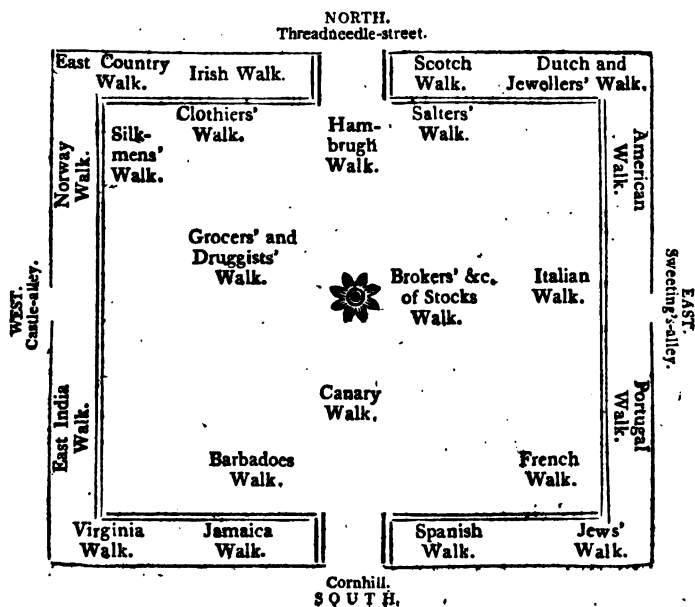 NORTH.
Threadneedle-street.
East Country
Walk.
Irish Walk.
Scotch
Walk.
Dutch and
Jewellers' Walk.
Clothiers'
Walk.
Silk-
mens'
Walk.
Ham-
brugh
Walk.
Salters'
Walk.
Norway
Walk.
American
Walk.
Grocers' and
Druggists'
Walk.
Brokers' &c.
of Stocks
Walk.
Italian
Walk.
WEST.
Castle-alley.
EAST.
Sweeting's-alley.
Canary
Walk.
East India
Walk.
Portugal
Walk.
Barbadoes
Walk.
French
Walk.
Virginia
Walk.
Jamaica
Walk.
Spanish
Walk.
Jews'
Walk.
Cornhill.
SOUTH.